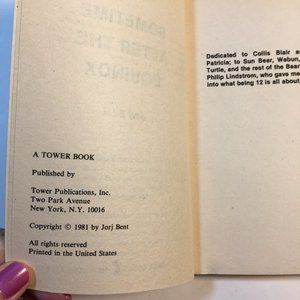 A TOWER BOOK
Published by
Tower Publications, Inc.
Two Park Avenue
New York, N.Y. 10016
Copyright © 1981 by Jorj Bent
All rights reserved
Printed in the United States
Dedicated to Collis Blair
Patricia; to Sun Bear, Wabun,
Turtle, and the rest of the Bear
Philip Lindstrom, who gave me
into what being 12 is all about